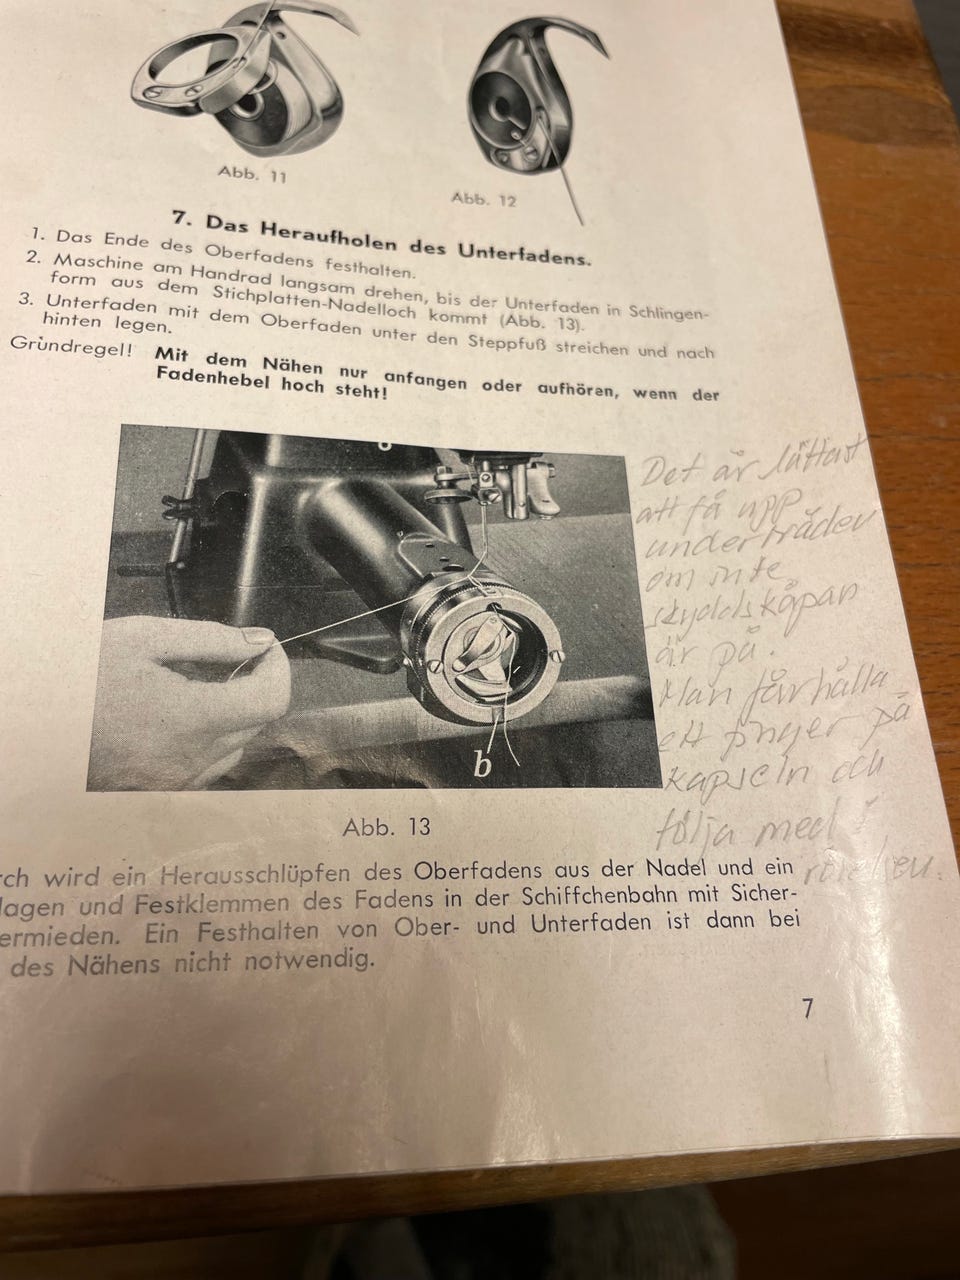 Abb. 11
Abb. 12
7. Das Heraufholen des Unterfadens.
1. Das Ende des Oberfadens festhalten.
2. Maschine am Handrad langsam drehen, bis der Unterfaden in Schlingen-
form aus dem Stichplatten-Nadelloch kommt (Abb. 13).
3. Unterfaden mit dem Oberfaden unter den Steppfuß streichen und nach
hinten legen.
Grundregel! Mit dem Nähen nur anfangen oder aufhören, wenn der
Fadenhebel hoch steht!
b
Det är lättast
att få upp
undertråden
om inte
skyddskåpan
är på.
Man får hålla
ett finger på
kapseln och
följa med i
rörelsen.
Abb. 13
rch wird ein Herausschlüpfen des Oberfadens aus der Nadel und ein
lagen und Festklemmen des Fadens in der Schiffchenbahn mit Sicher-
ermieden. Ein Festhalten von Ober- und Unterfaden ist dann bei
des Nähens nicht notwendig.
7